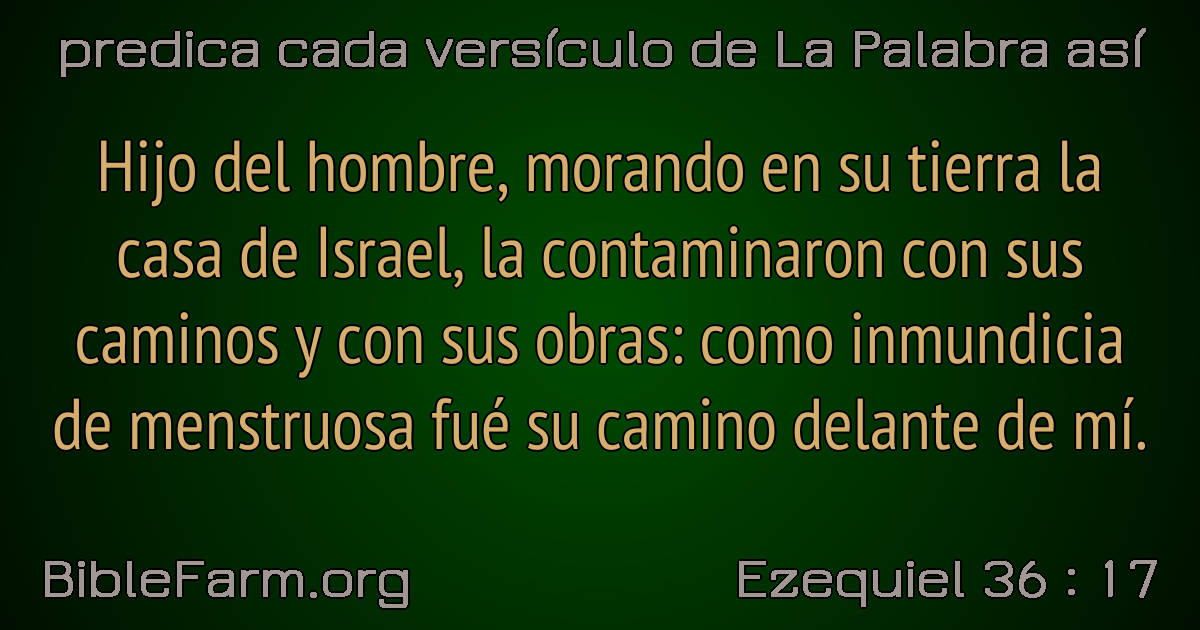 predica cada versículo de La Palabra así
Hijo del hombre, morando en su tierra la
casa de Israel, la contaminaron con sus
caminos y con sus obras: como inmundicia
de menstruosa fué su camino delante de mí.
BibleFarm.org
Ezequiel 36 : 17